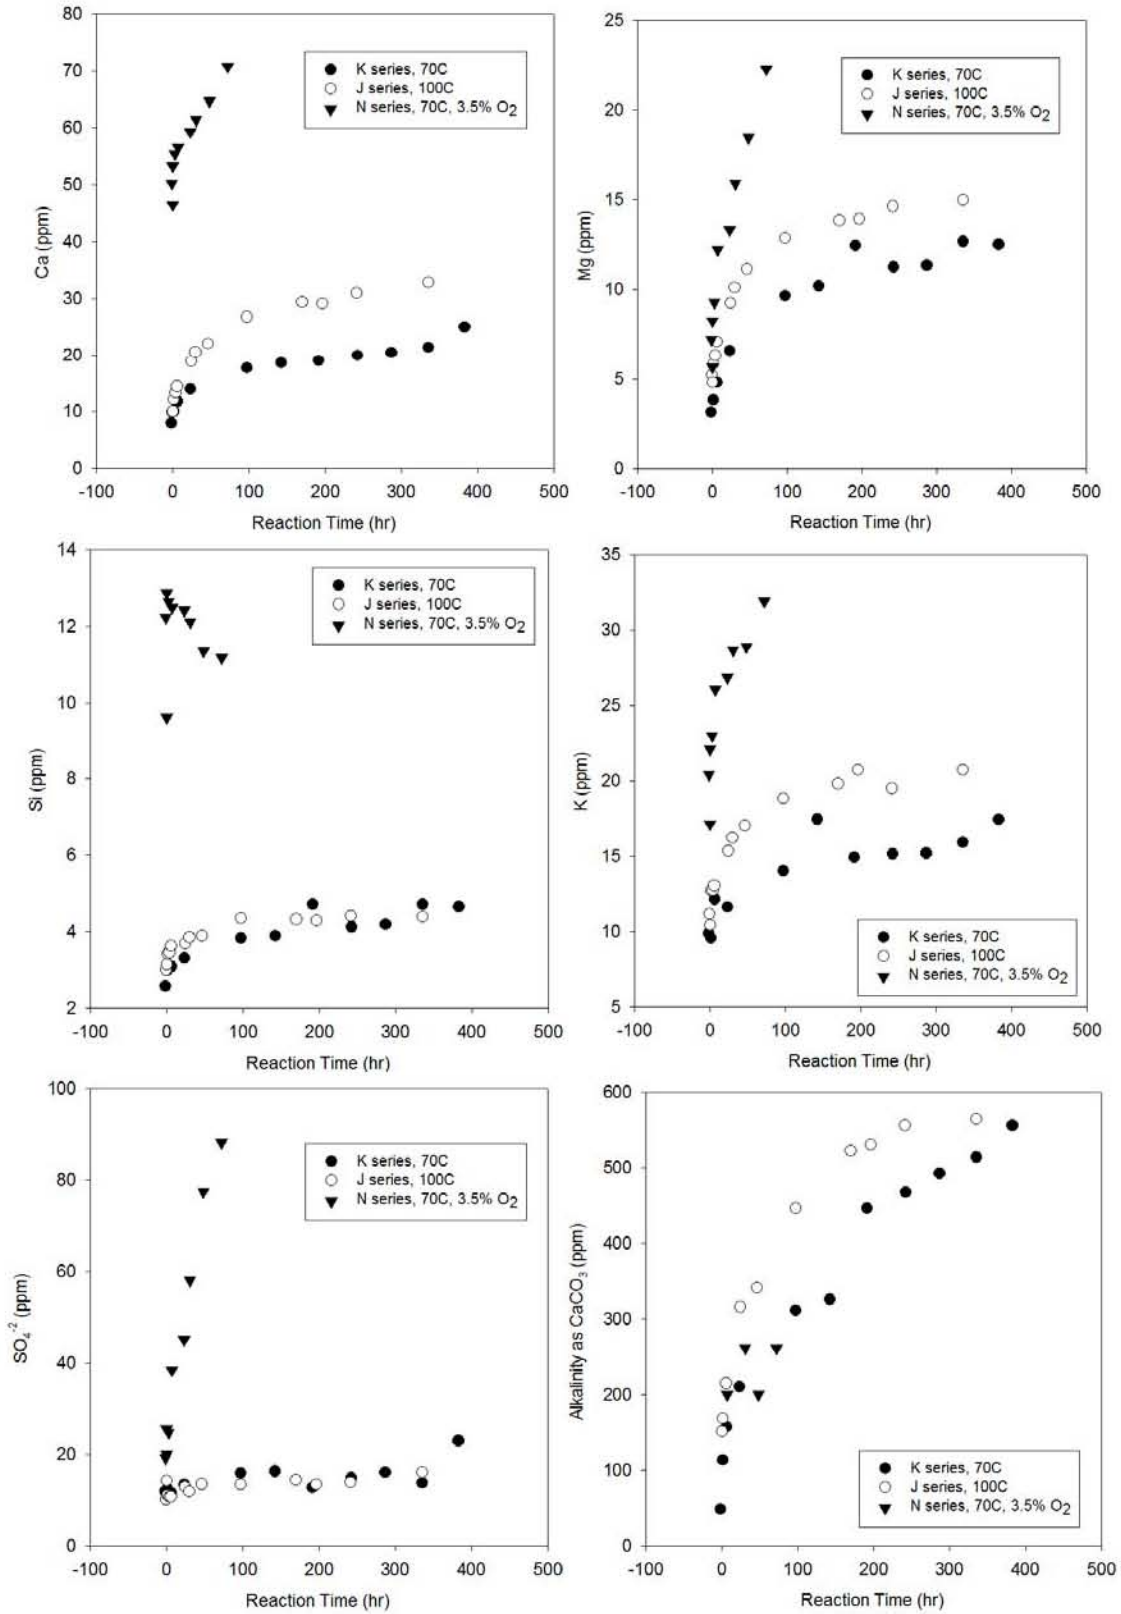 80
70
60
50
40
30
20
10
0
Ca (ppm)
K series, 70C
J series, 100C
N series, 70C, 3.5% O2
-100 0 100 200 300 400 500
Reaction Time (hr)
25
20
15
10
5
0
Mg (ppm)
K series, 70C
J series, 100C
N series, 70C, 3.5% O2
-100 0 100 200 300 400 500
Reaction Time (hr)
14
12
10
8
6
4
2
Si (ppm)
K series, 70C
J series, 100C
N series, 70C, 3.5% O2
-100 0 100 200 300 400 500
Reaction Time (hr)
35
30
25
20
15
10
5
K (ppm)
K series, 70C
J series, 100C
N series, 70C, 3.5% O2
-100 0 100 200 300 400 500
Reaction Time (hr)
100
80
60
40
20
0
SO4-2 (ppm)
K series, 70C
J series, 100C
N series, 70C, 3.5% O2
-100 0 100 200 300 400 500
Reaction Time (hr)
600
500
400
300
200
100
0
Alkalinity as CaCO3 (ppm)
K series, 70C
J series, 100C
N series, 70C, 3.5% O2
-100 0 100 200 300 400 500
Reaction Time (hr)